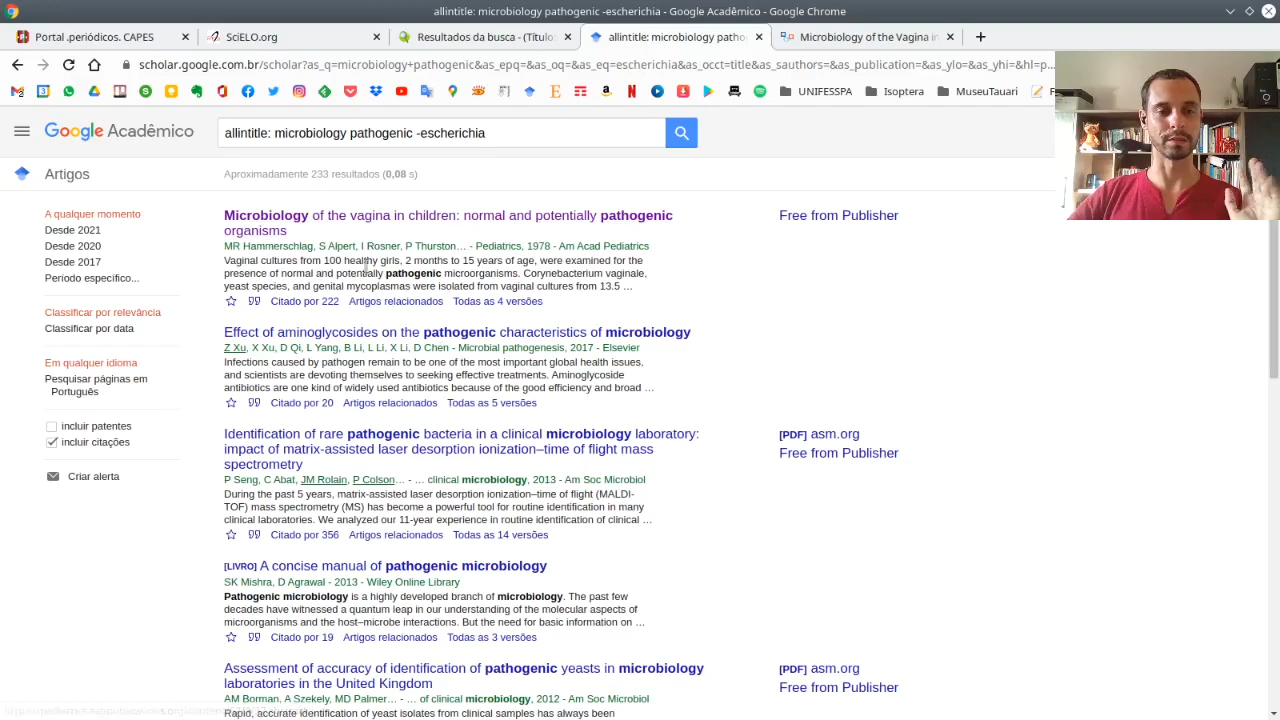 allintitle: microbiology pathogenic -escherichia - Google Acadêmico - Google Chrome
Portal .periódicos. CAPES
SciELO.org
Resultados da busca - (Título:
allintitle: microbiology patho
Microbiology of the Vagina in
scholar.google.com.br/scholar?as_q=microbiology+pathogenic&as_epq=&as_oq=&as_eq=escherichia&as_occt=title&as_sauthors=&as_publication=&as_ylo=&as_yhi=&hl=p...
UNIFESSPA
Isoptera
MuseuTauari
Google Acadêmico
allintitle: microbiology pathogenic -escherichia
Artigos
Aproximadamente 233 resultados (0,08 s)
A qualquer momento
Desde 2021
Desde 2020
Desde 2017
Período específico...
Classificar por relevância
Classificar por data
Em qualquer idioma
Pesquisar páginas em
Português
incluir patentes
incluir citações
Criar alerta
Microbiology of the vagina in children: normal and potentially pathogenic
organisms
Free from Publisher
MR Hammerschlag, S Alpert, I Rosner, P Thurston… - Pediatrics, 1978 - Am Acad Pediatrics
Vaginal cultures from 100 healthy girls, 2 months to 15 years of age, were examined for the
presence of normal and potentially pathogenic microorganisms. Corynebacterium vaginale,
yeast species, and genital mycoplasmas were isolated from vaginal cultures from 13.5 …
Citado por 222 Artigos relacionados Todas as 4 versões
Effect of aminoglycosides on the pathogenic characteristics of microbiology
Z Xu, X Xu, D Qi, L Yang, B Li, L Li, X Li, D Chen - Microbial pathogenesis, 2017 - Elsevier
Infections caused by pathogen remain to be one of the most important global health issues,
and scientists are devoting themselves to seeking effective treatments. Aminoglycoside
antibiotics are one kind of widely used antibiotics because of the good efficiency and broad …
Citado por 20 Artigos relacionados Todas as 5 versões
Identification of rare pathogenic bacteria in a clinical microbiology laboratory:
impact of matrix-assisted laser desorption ionization–time of flight mass
spectrometry
[PDF] asm.org
Free from Publisher
P Seng, C Abat, JM Rolain, P Colson… - … clinical microbiology, 2013 - Am Soc Microbiol
During the past 5 years, matrix-assisted laser desorption ionization–time of flight (MALDI-
TOF) mass spectrometry (MS) has become a powerful tool for routine identification in many
clinical laboratories. We analyzed our 11-year experience in routine identification of clinical …
Citado por 356 Artigos relacionados Todas as 14 versões
[LIVRO] A concise manual of pathogenic microbiology
SK Mishra, D Agrawal - 2013 - Wiley Online Library
Pathogenic microbiology is a highly developed branch of microbiology. The past few
decades have witnessed a quantum leap in our understanding of the molecular aspects of
microorganisms and the host–microbe interactions. But the need for basic information on …
Citado por 19 Artigos relacionados Todas as 3 versões
Assessment of accuracy of identification of pathogenic yeasts in microbiology
laboratories in the United Kingdom
[PDF] asm.org
Free from Publisher
AM Borman, A Szekely, MD Palmer… - … of clinical microbiology, 2012 - Am Soc Microbiol
Rapid, accurate identification of yeast isolates from clinical samples has always been